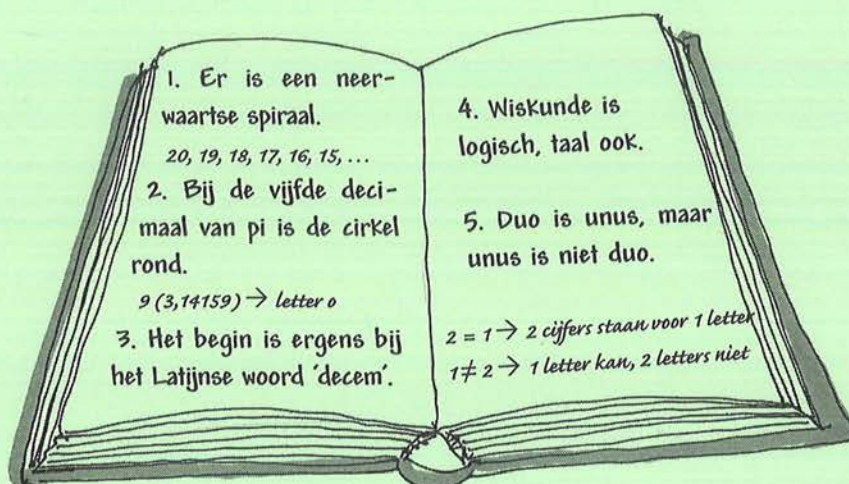 1. Er is een neer-
waartse spiraal.
20, 19, 18, 17, 16, 15, ...
2. Bij de vijfde deci-
maal van pi is de cirkel
rond.
9 (3,14159) → letter o
3. Het begin is ergens bij
het Latijnse woord 'decem'.
4. Wiskunde is
logisch, taal ook.
5. Duo is unus, maar
unus is niet duo.
2 = 1 → 2 cijfers staan voor 1 letter
1 ≠ 2 → 1 letter kan, 2 letters niet